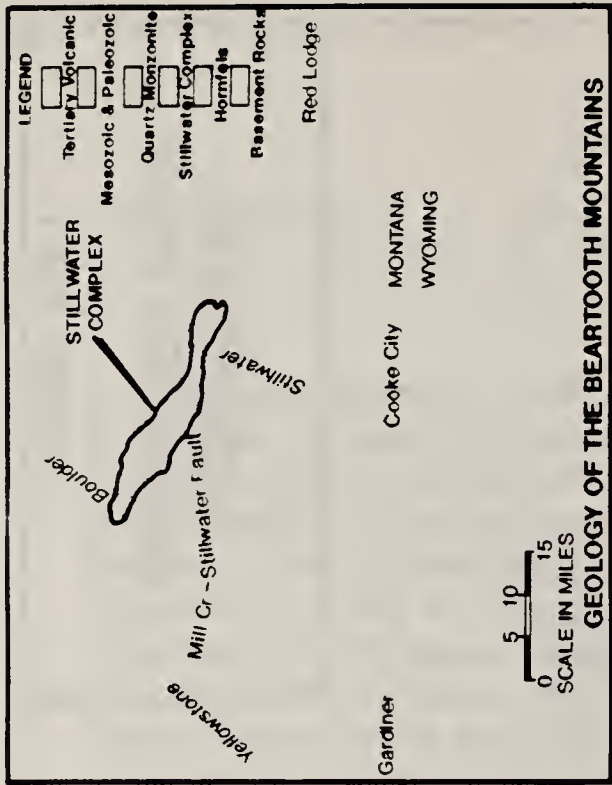 LEGEND
Tertiary Volcanic
Mesozoic & Paleozoic
Quartz Monzonite
Stillwater Complex
Hornfels
Basement Rocks
STILLWATER
COMPLEX
Boulder
Stillwater
Mill Cr - Stillwater Fault
Yellowstone
Red Lodge
Cooke City
MONTANA
WYOMING
Gardiner
0 5 10 15
SCALE IN MILES
GEOLOGY OF THE BEARTOOTH MOUNTAINS